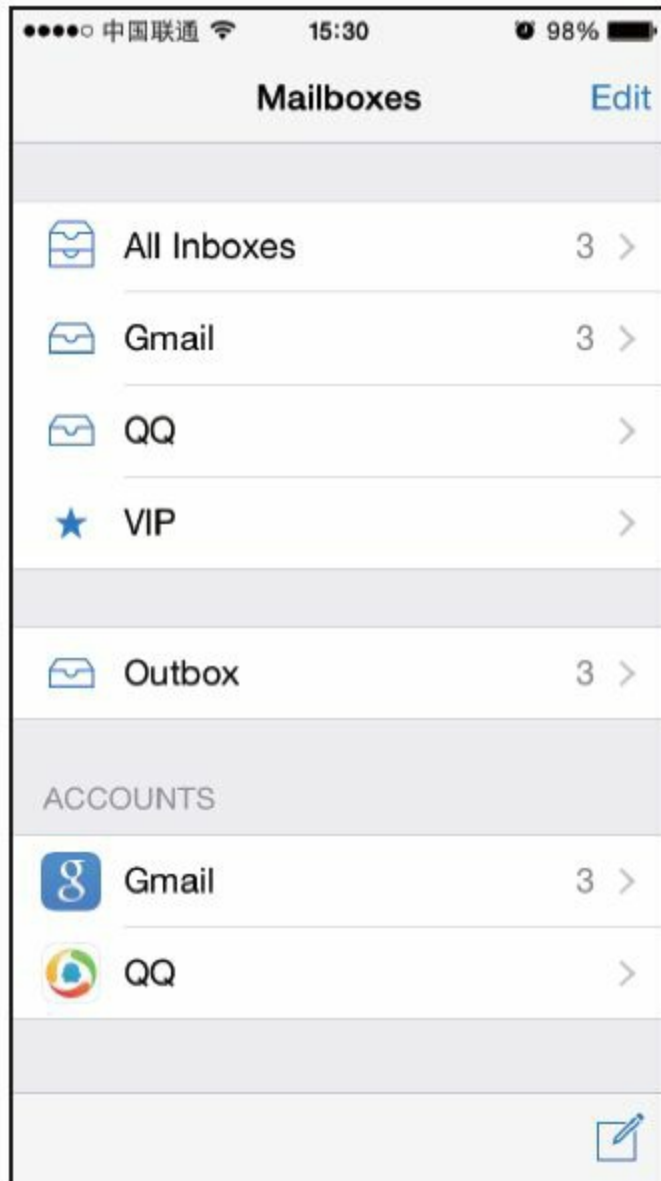 中国联通 15:30 98%
Mailboxes Edit
All Inboxes 3
Gmail 3
QQ
VIP
Outbox 3
ACCOUNTS
g Gmail 3
QQ